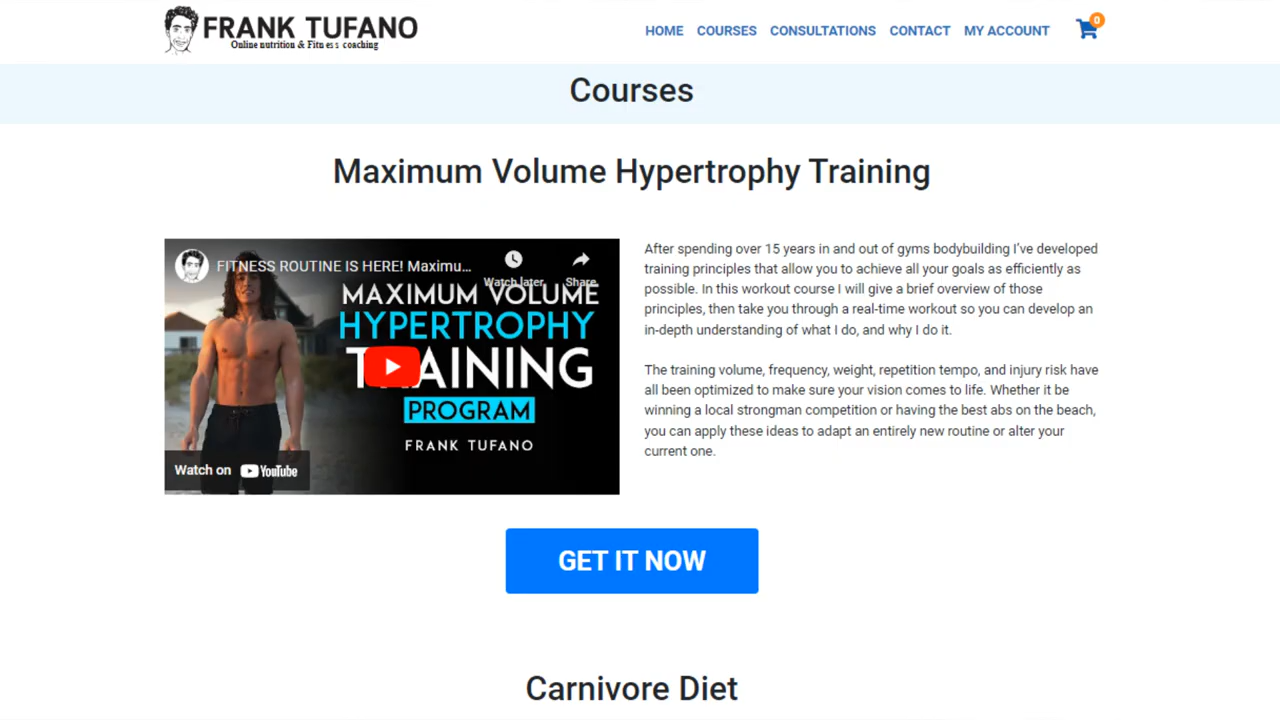 FRANK TUFANO
Online nutrition & Fitness coaching
HOME COURSES CONSULTATIONS CONTACT MY ACCOUNT
0
Courses
Maximum Volume Hypertrophy Training
FITNESS ROUTINE IS HERE! Maximu...
Watch later
Share
MAXIMUM VOLUME
HYPERTROPHY
TRAINING
PROGRAM
FRANK TUFANO
Watch on YouTube
After spending over 15 years in and out of gyms bodybuilding I've developed
training principles that allow you to achieve all your goals as efficiently as
possible. In this workout course I will give a brief overview of those
principles, then take you through a real-time workout so you can develop an
in-depth understanding of what I do, and why I do it.
The training volume, frequency, weight, repetition tempo, and injury risk have
all been optimized to make sure your vision comes to life. Whether it be
winning a local strongman competition or having the best abs on the beach,
you can apply these ideas to adapt an entirely new routine or alter your
current one.
GET IT NOW
Carnivore Diet